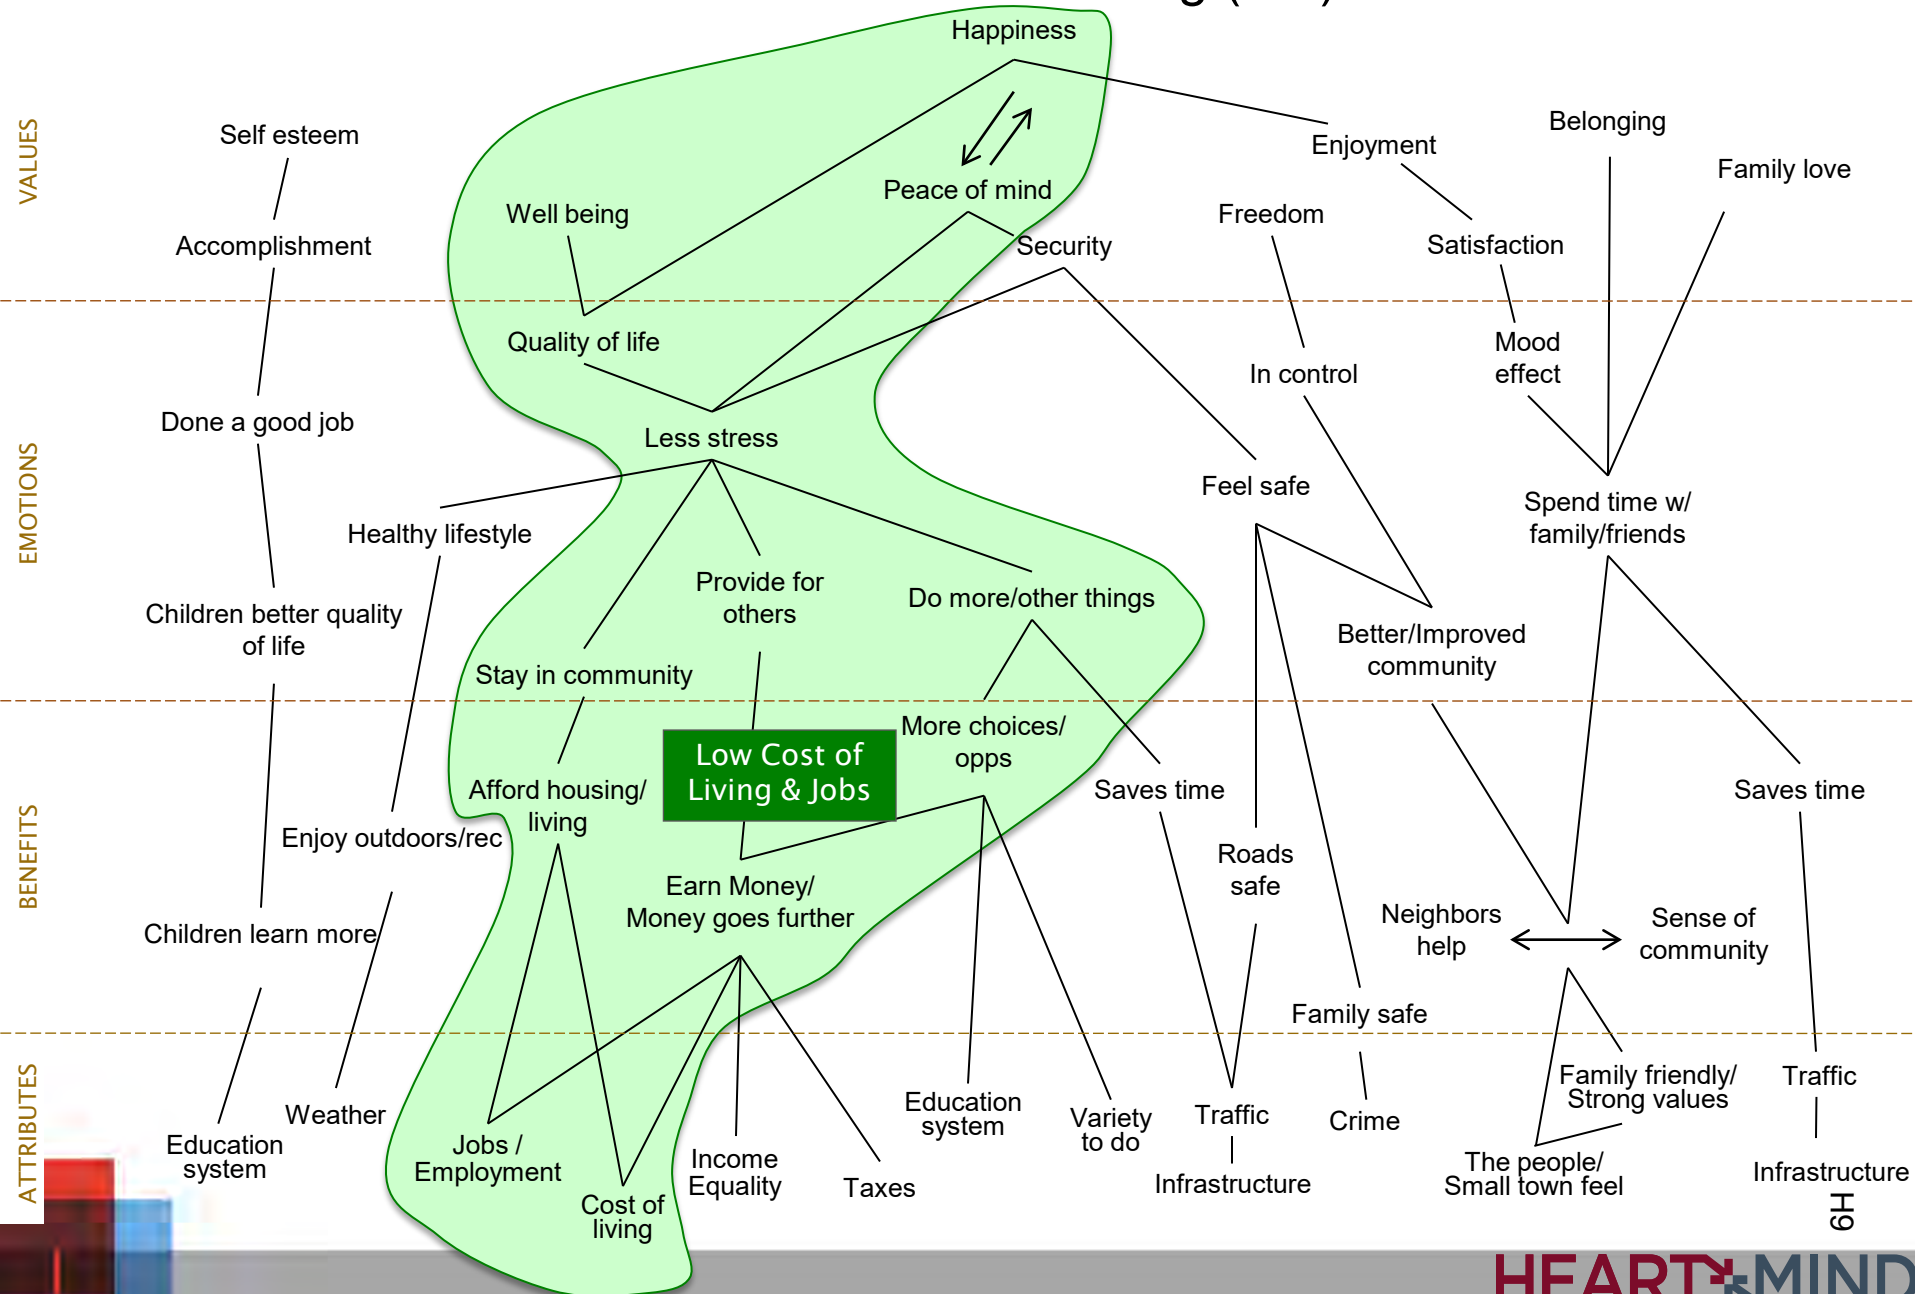 Happiness
Self esteem
Belonging
Enjoyment
Family love
Peace of mind
Well being
Freedom
Accomplishment
Security
Satisfaction
VALUES
Quality of life
Mood
effect
In control
Done a good job
Less stress
Feel safe
Spend time w/
family/friends
Healthy lifestyle
EMOTIONS
Provide for
others
Do more/other things
Children better quality
of life
Better/Improved
community
Stay in community
More choices/
opps
Low Cost of
Living & Jobs
Afford housing/
living
Saves time
Saves time
Enjoy outdoors/rec
Roads
safe
BENEFITS
Earn Money/
Money goes further
Children learn more
Neighbors
help
Sense of
community
Family safe
Family friendly/
Strong values
Traffic
Education
system
Variety
to do
Traffic
Crime
Weather
Education
system
Jobs /
Employment
Income
Equality
Taxes
Infrastructure
The people/
Small town feel
Infrastructure
Cost of
living
ATTRIBUTES
H9
HEART MIND